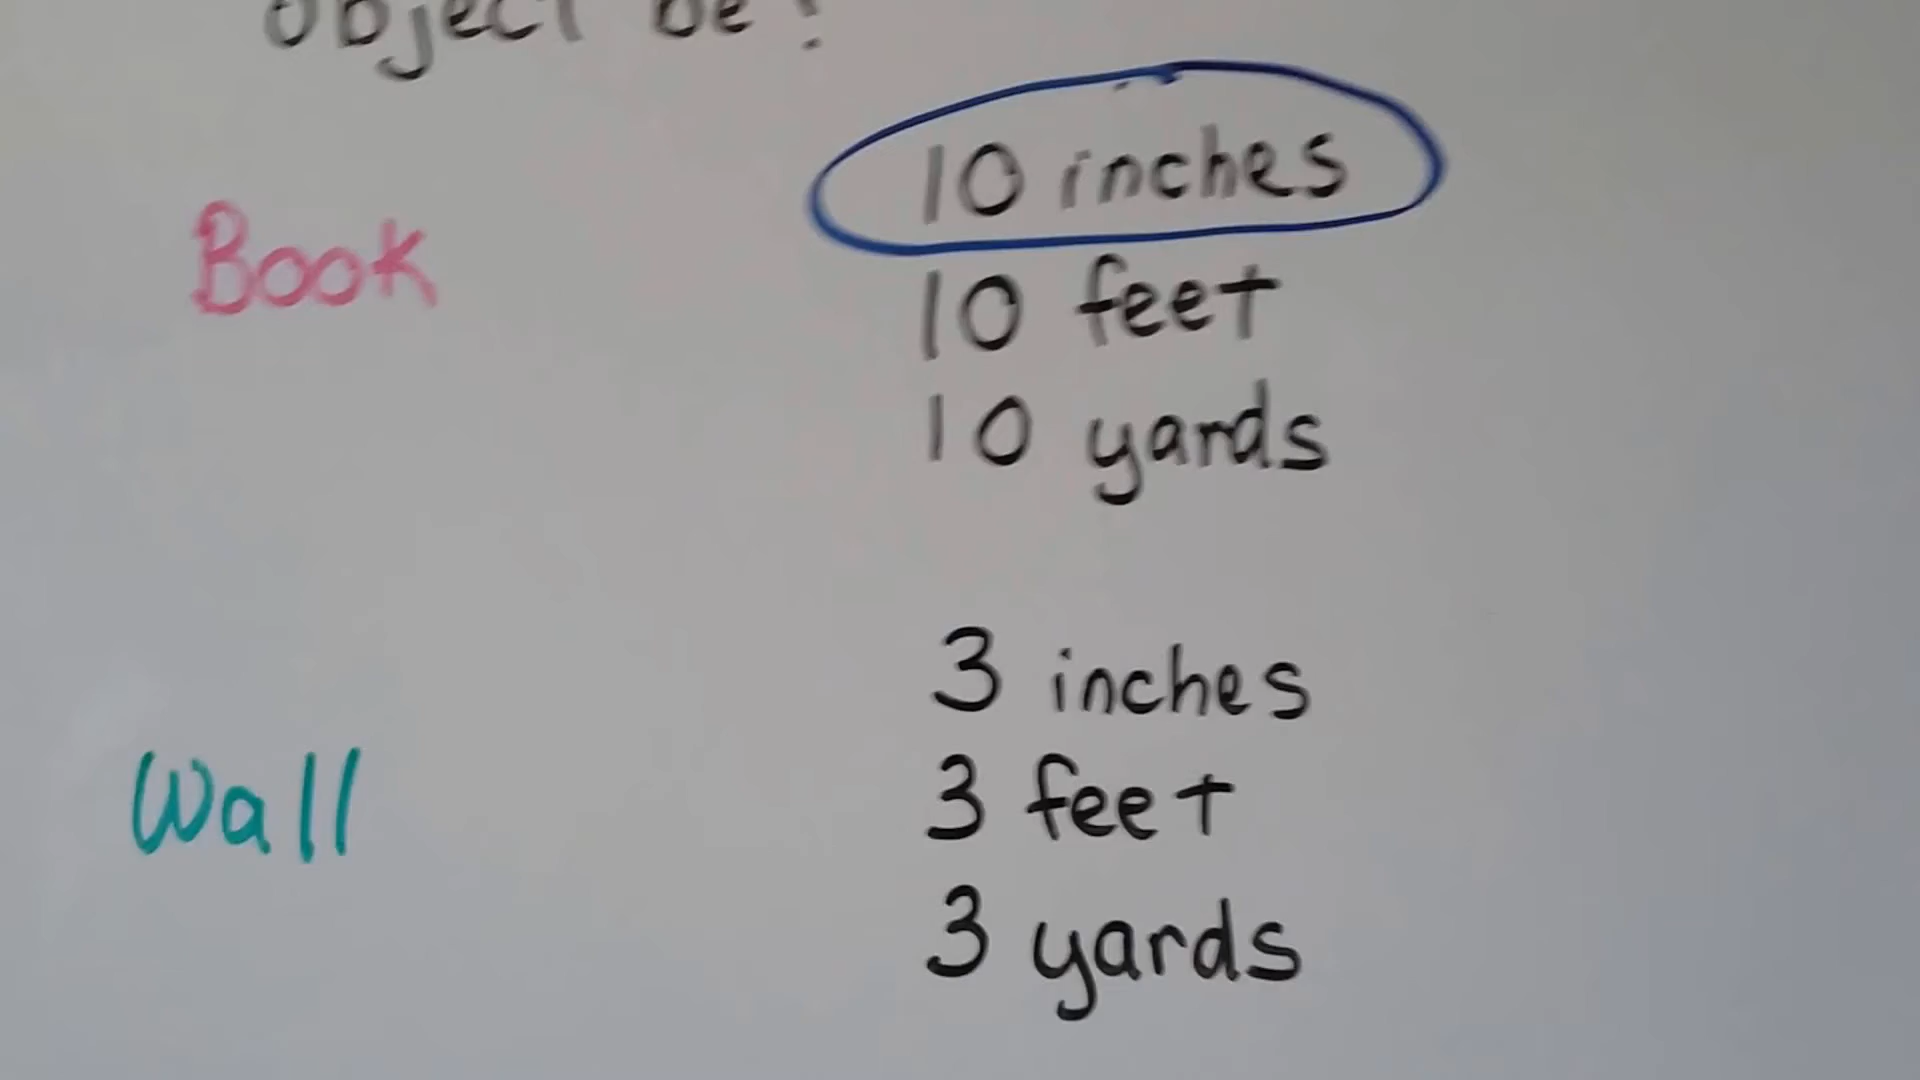 object be?
10 inches
Book
10 feet
10 yards
3 inches
Wall
3 feet
3 yards